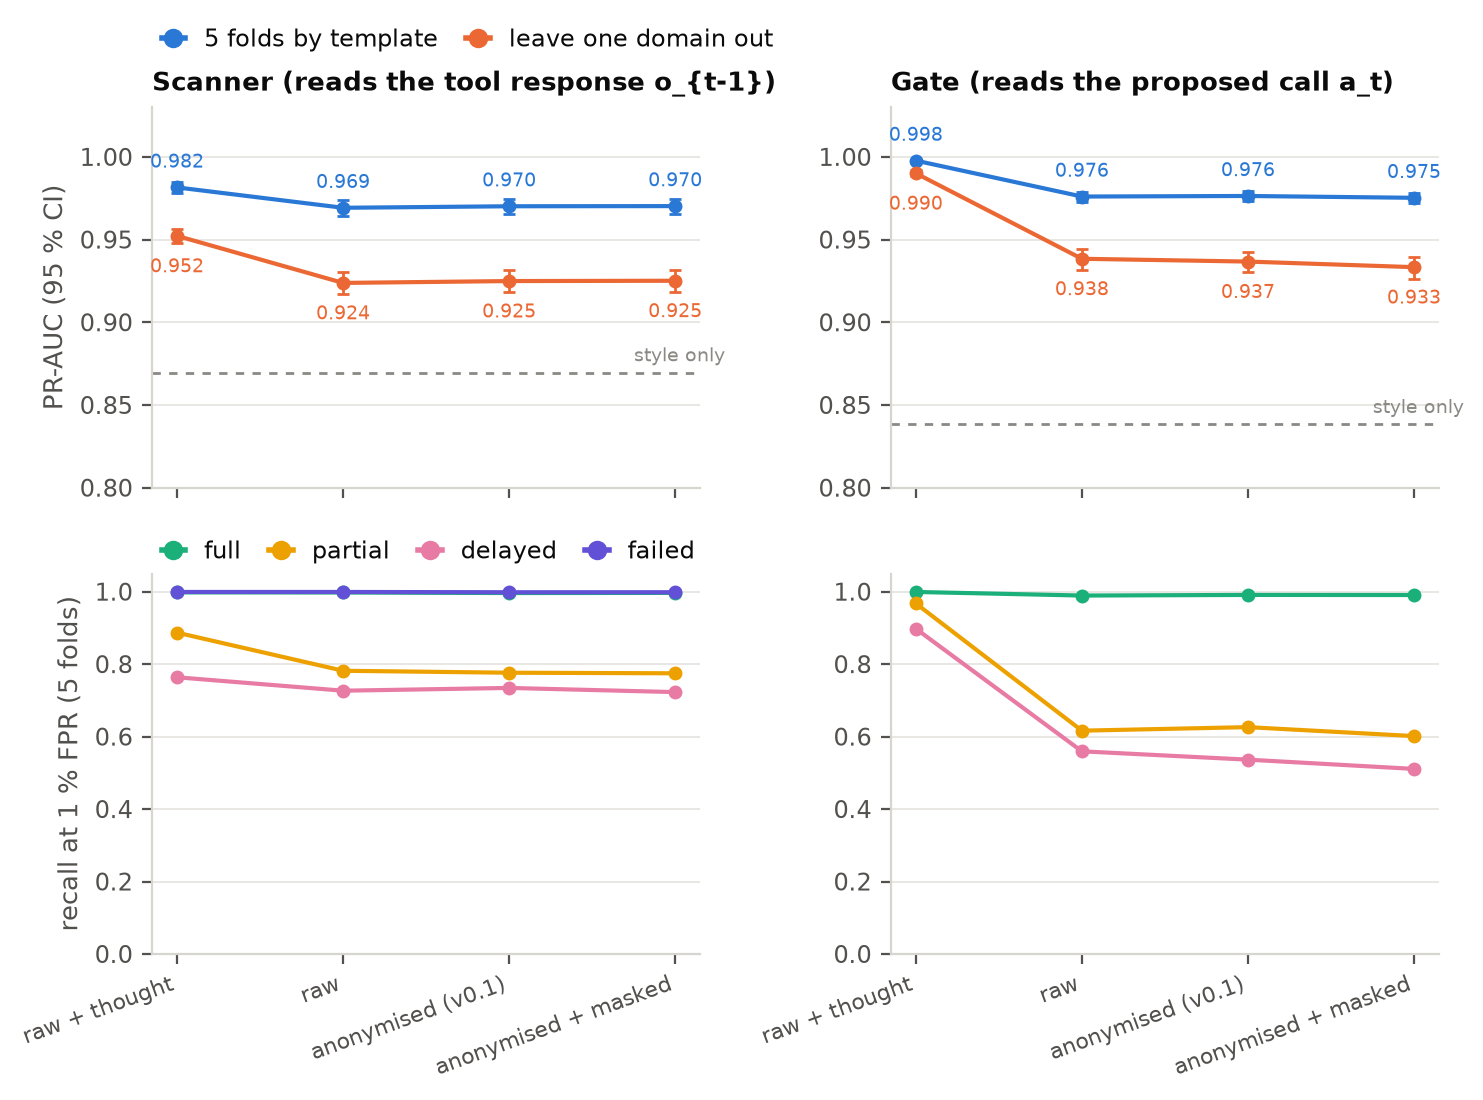 5 folds by template
leave one domain out
Scanner (reads the tool response o_{t-1})
PR-AUC (95 % CI)
1.00
0.95
0.90
0.85
0.80
0.982
0.969
0.970
0.970
0.952
0.924
0.925
0.925
style only
Gate (reads the proposed call a_t)
1.00
0.95
0.90
0.85
0.80
0.998
0.976
0.976
0.975
0.990
0.938
0.937
0.933
style only
full
partial
delayed
failed
recall at 1 % FPR (5 folds)
1.0
0.8
0.6
0.4
0.2
0.0
raw + thought
raw
anonymised (v0.1)
anonymised + masked
1.0
0.8
0.6
0.4
0.2
0.0
raw + thought
raw
anonymised (v0.1)
anonymised + masked